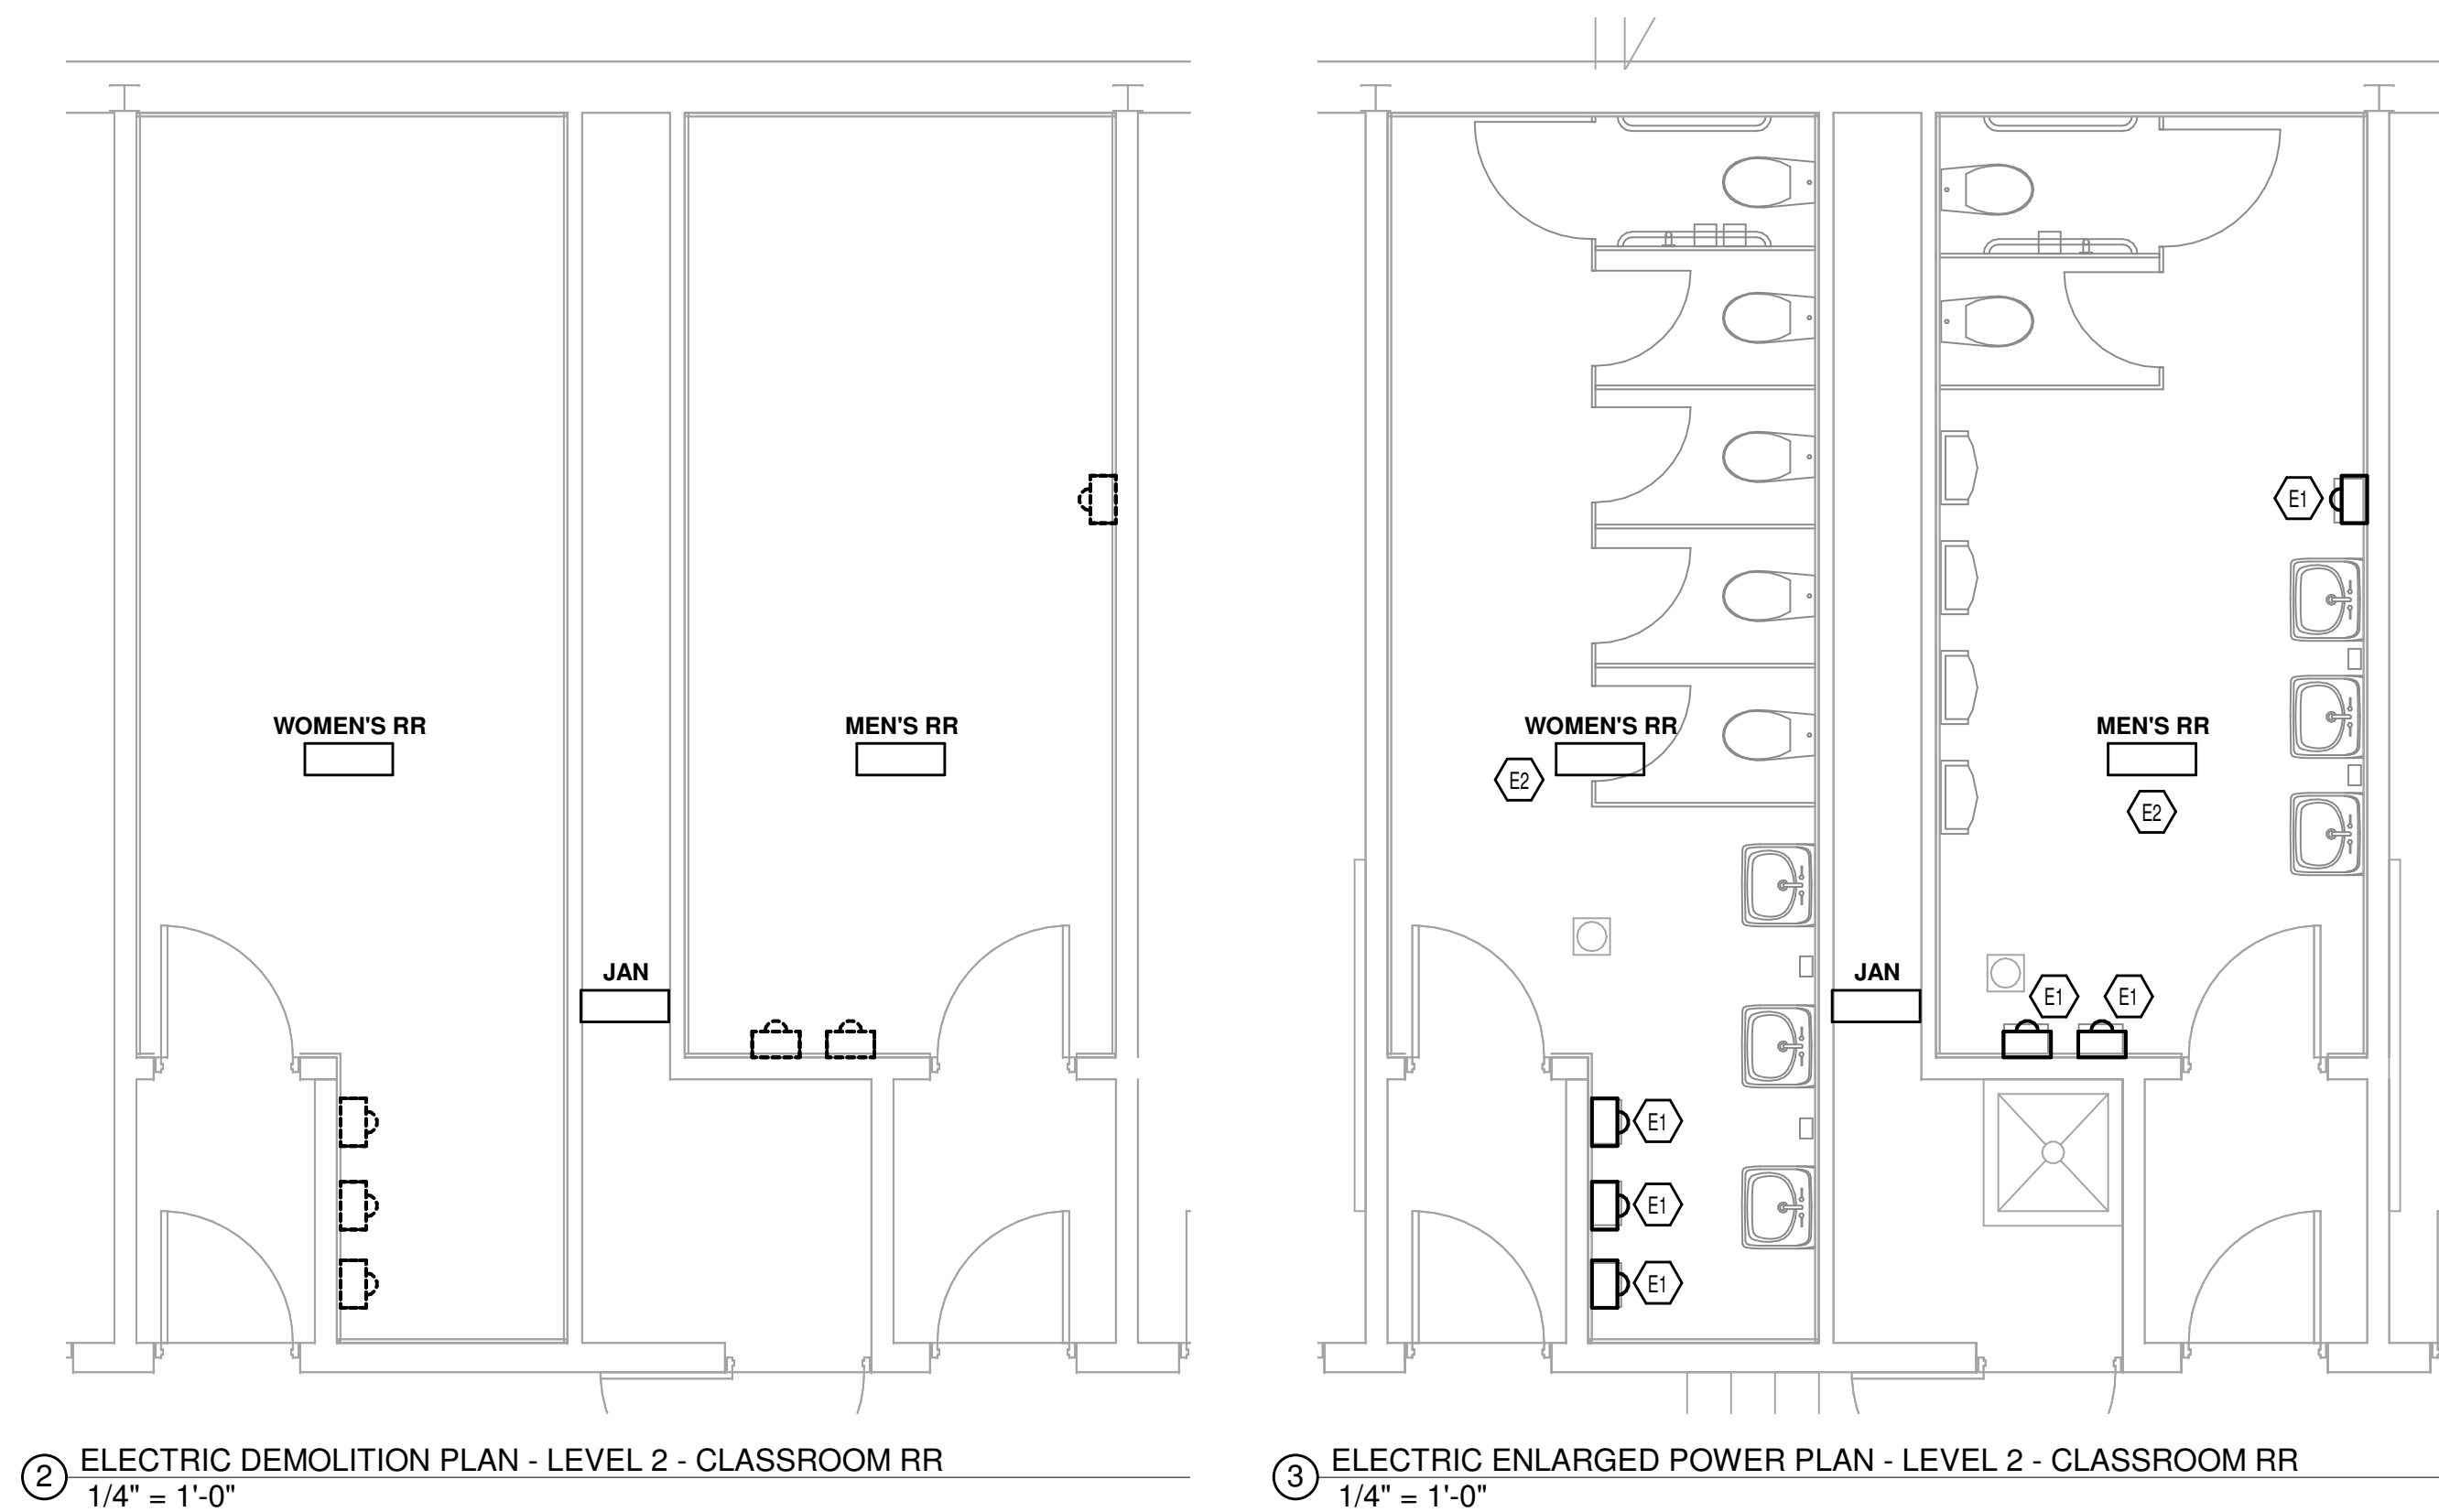 WOMEN'S RR
MEN'S RR
JAN
2
ELECTRIC DEMOLITION PLAN - LEVEL 2 - CLASSROOM RR
1/4" = 1'-0"
E1
WOMEN'S RR
MEN'S RR
E2
E2
JAN
E1
E1
E1
E1
E1
3
ELECTRIC ENLARGED POWER PLAN - LEVEL 2 - CLASSROOM RR
1/4" = 1'-0"